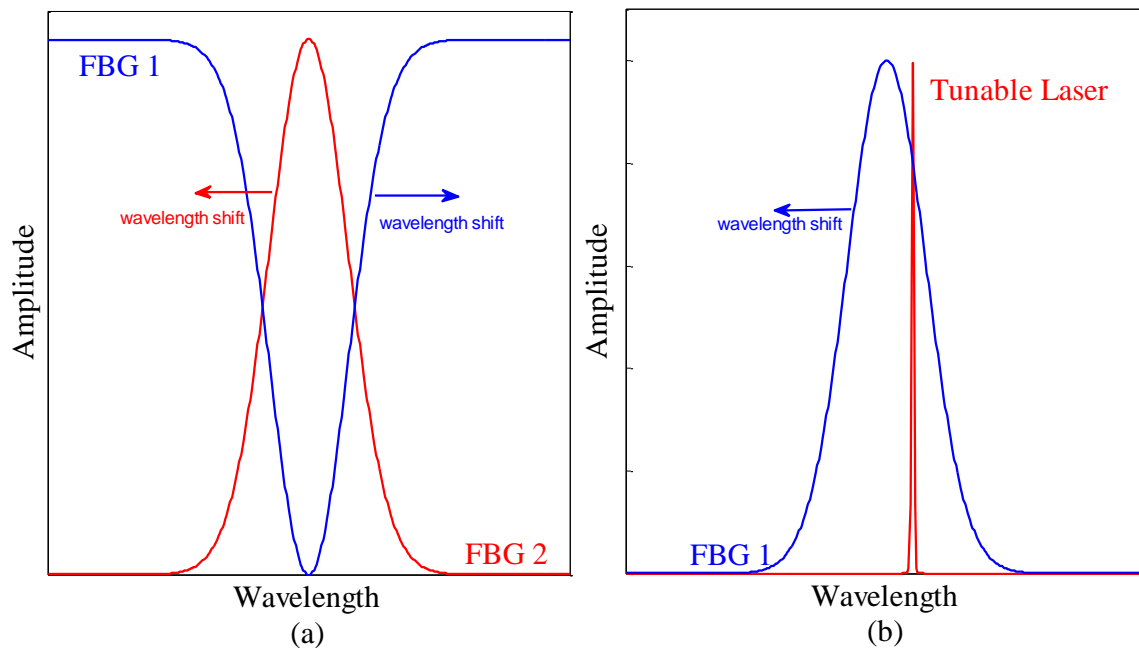 FBG 1
wavelength shift
wavelength shift
FBG 2
Amplitude
Wavelength
(a)
Tunable Laser
wavelength shift
FBG 1
Amplitude
Wavelength
(b)